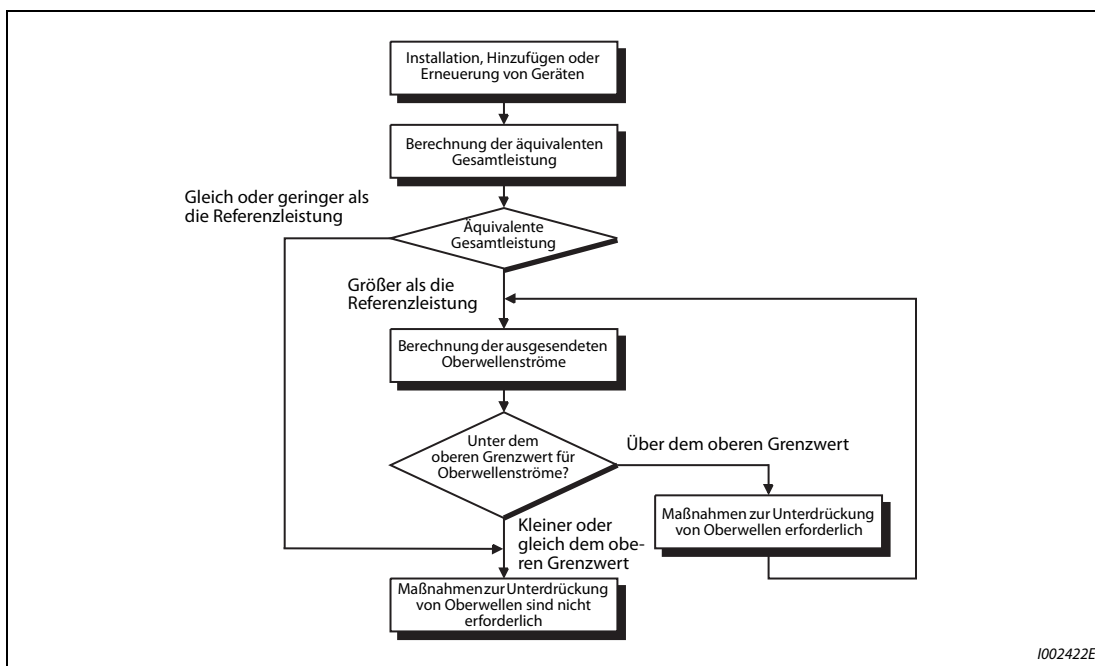 Installation, Hinzufügen oder
Erneuerung von Geräten
Berechnung der äquivalenten
Gesamtleistung
Gleich oder geringer als
die Referenzleistung
Äquivalente
Gesamtleistung
Größer als die
Referenzleistung
Berechnung der ausgesendeten
Oberwellenströme
Unter dem
oberen Grenzwert für
Oberwellenströme?
Über dem oberen Grenzwert
Maßnahmen zur Unterdrückung
von Oberwellen erforderlich
Kleiner oder
gleich dem obe-
ren Grenzwert
Maßnahmen zur Unterdrückung
von Oberwellen sind nicht
erforderlich
I002422E